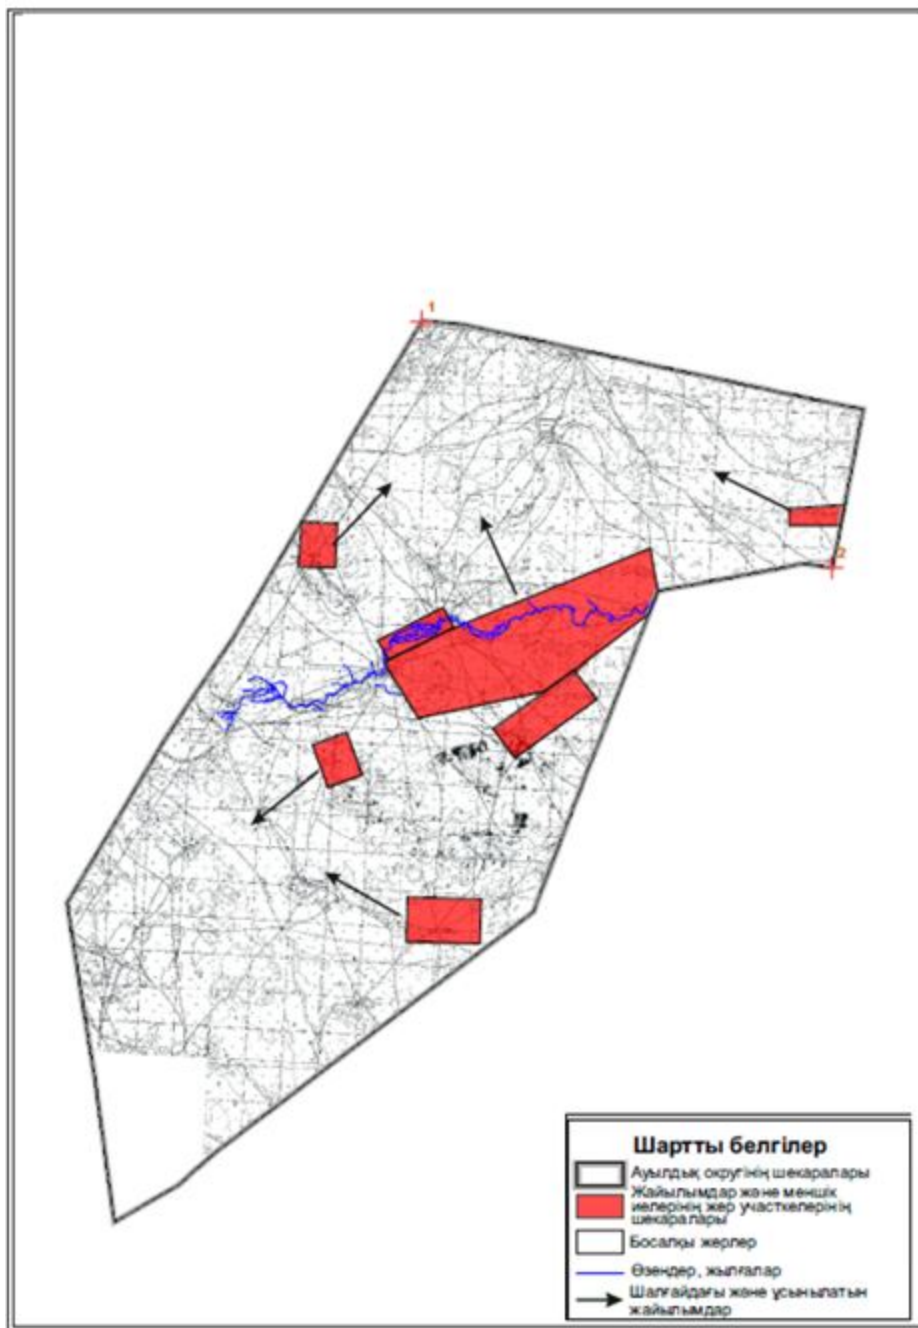 1
2
Шартты белгілер
Ауылдық округінің шекаралары
Жайылымдар және меншік
иелерінің жер участкелерінің
шекаралары
Босалқы жерлер
Өзендер, жылғалар
Шалғайдағы және ұсынылатын
жайылымдар